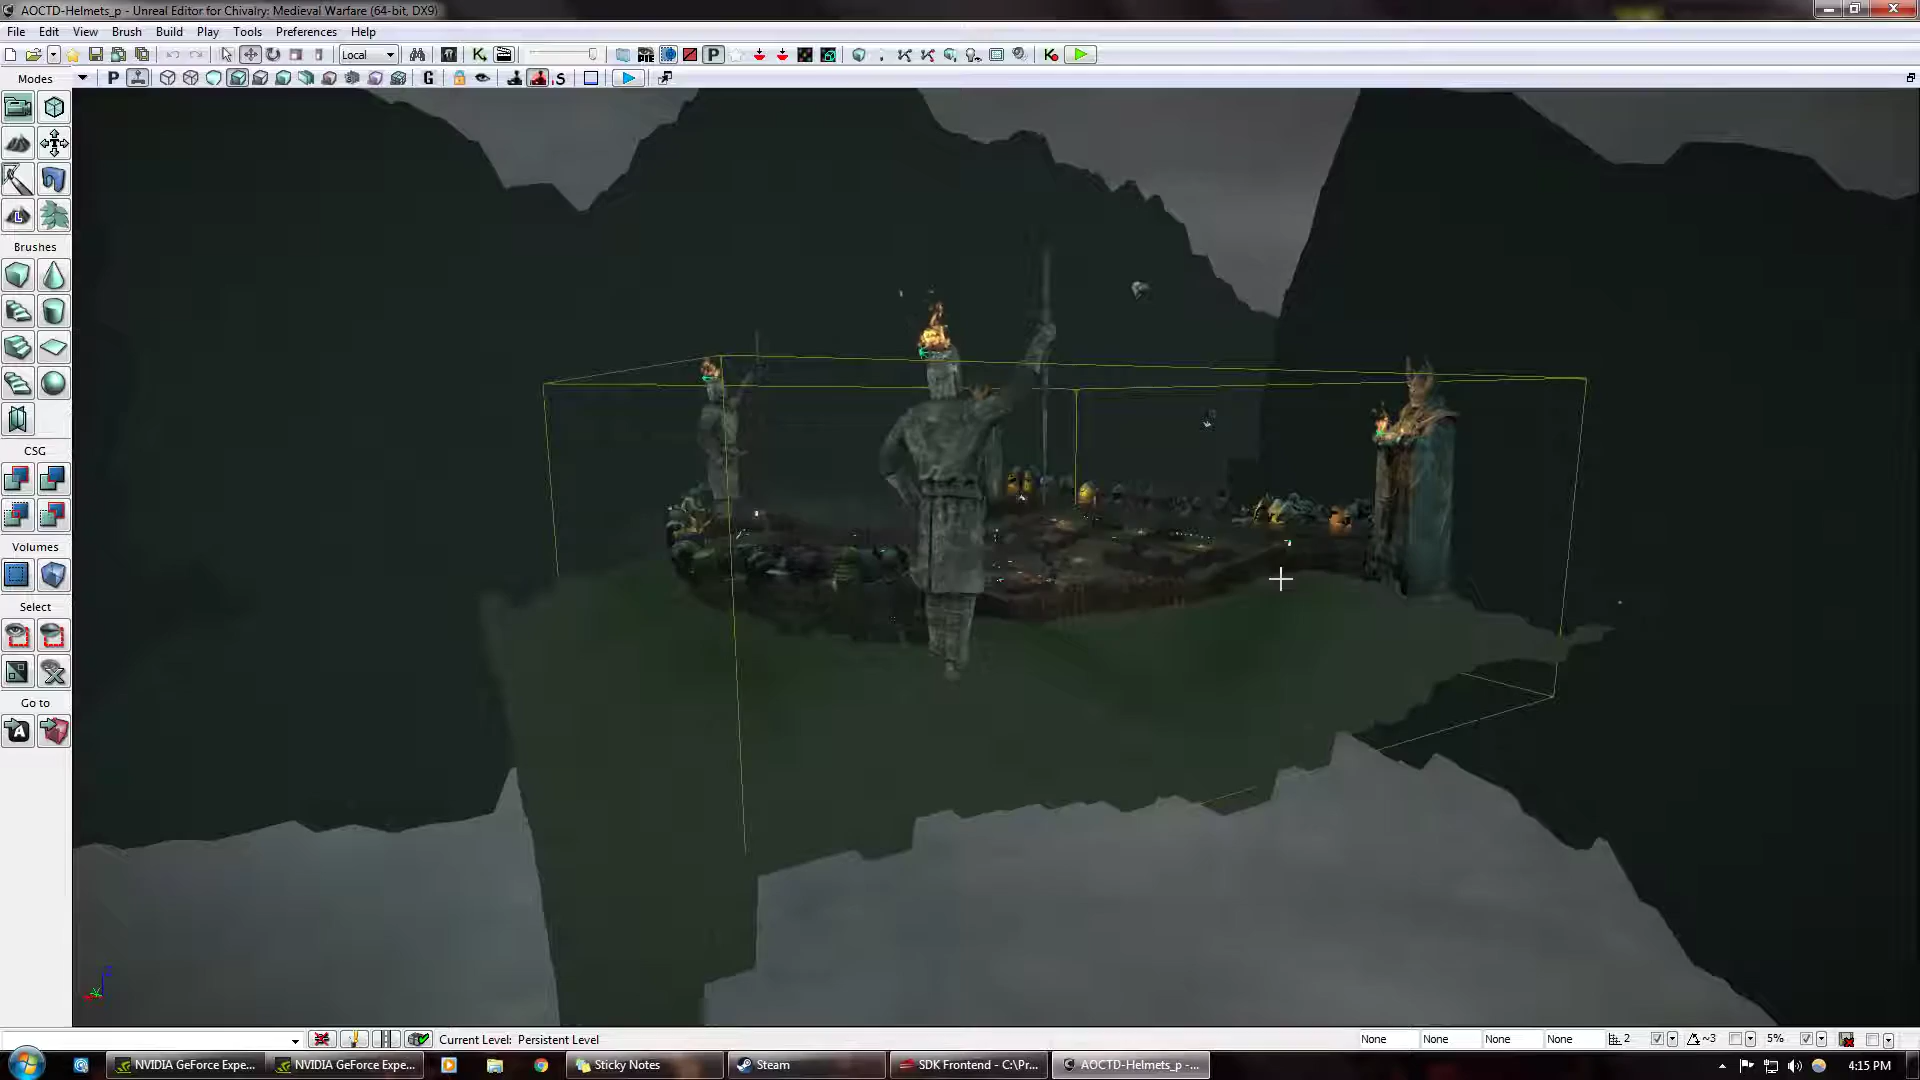 AOCTD-Helmets_p - Unreal Editor for Chivalry: Medieval Warfare (64-bit, DX9)
File Edit View Brush Build Play Tools Preferences Help
Local
Modes
Brushes
CSG
Volumes
Select
Go to
Current Level: Persistent Level
None None None None 2 ~3 5%
NVIDIA GeForce Expe... NVIDIA GeForce Expe... Sticky Notes Steam SDK Frontend - C:\Pr... AOCTD-Helmets_p -... 4:15 PM